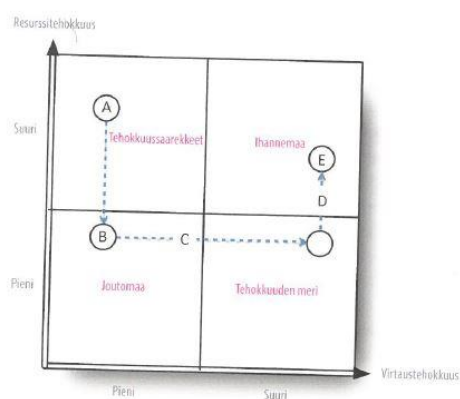 Resurssitehokkuus
A
Suuri
Tehokkuussaarekkeet
Ihannemaa
E
D
B
C
Pieni
Joutomaa
Tehokkuuden meri
Virtaustehokkuus
Pieni
Suuri